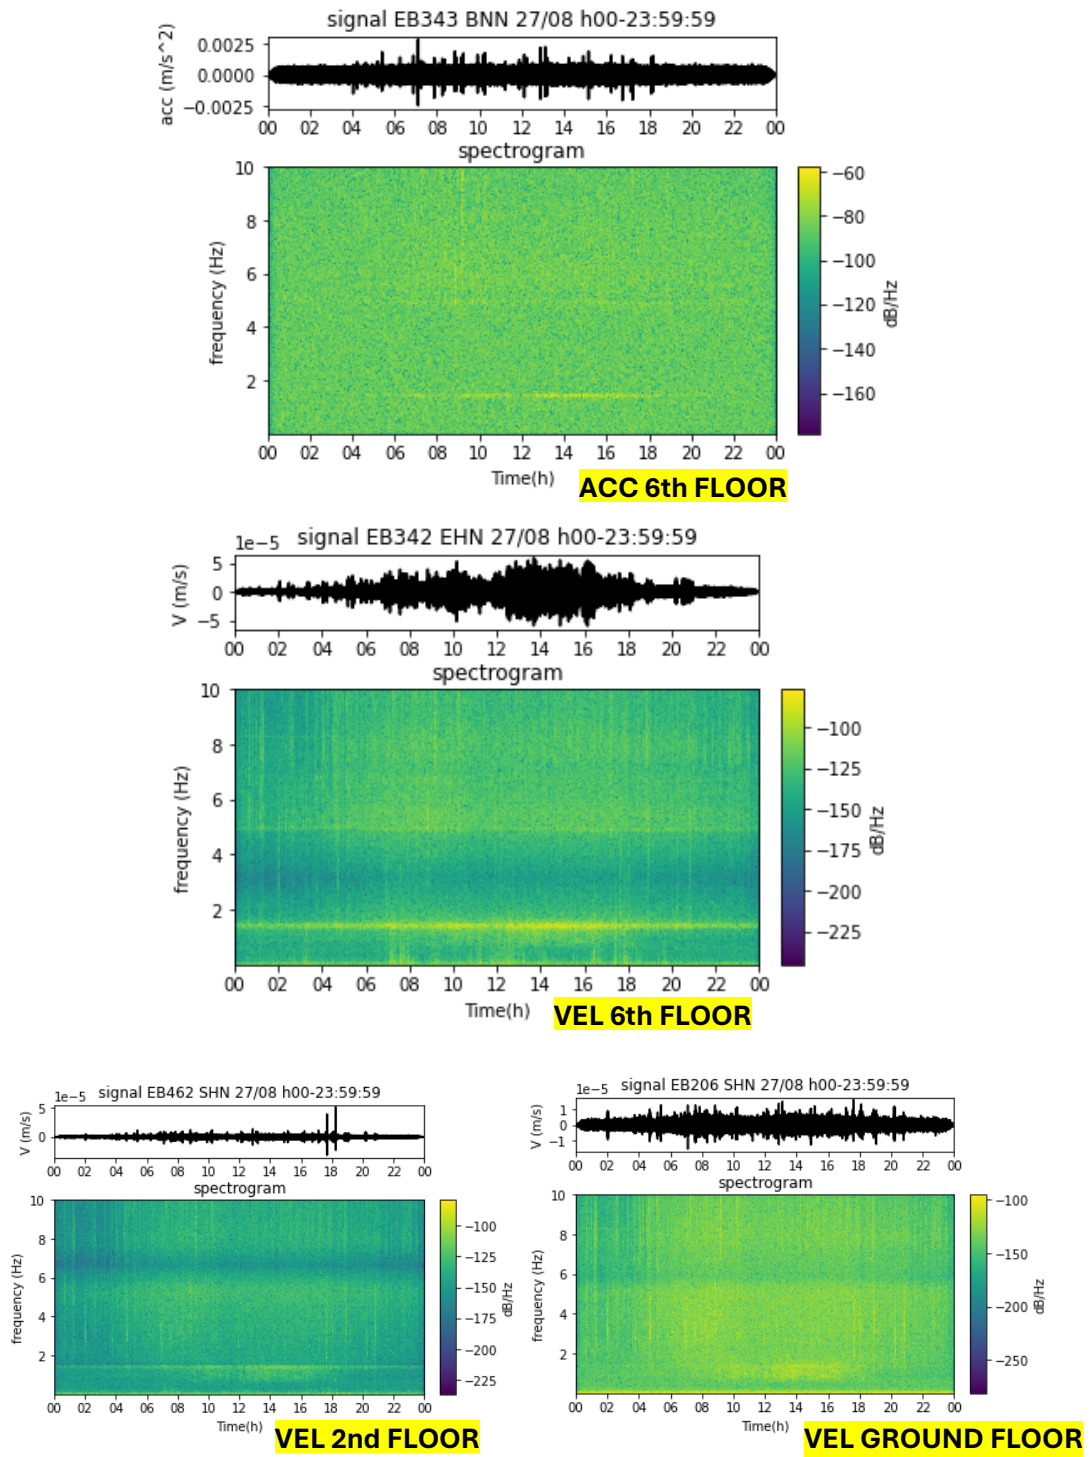 signal EB343 BNN 27/08 h00-23:59:59
acc (m/s^2)
0.0025
0.0000
−0.0025
00 02 04 06 08 10 12 14 16 18 20 22 00
spectrogram
frequency (Hz)
10
8
6
4
2
00 02 04 06 08 10 12 14 16 18 20 22 00
Time(h)
−60
−80
−100
−120
−140
−160
dB/Hz
ACC 6th FLOOR
1e−5 signal EB342 EHN 27/08 h00-23:59:59
V (m/s)
5
0
−5
00 02 04 06 08 10 12 14 16 18 20 22 00
spectrogram
frequency (Hz)
10
8
6
4
2
00 02 04 06 08 10 12 14 16 18 20 22 00
Time(h)
−100
−125
−150
−175
−200
−225
dB/Hz
VEL 6th FLOOR
1e−5 signal EB462 SHN 27/08 h00-23:59:59
V (m/s)
5
0
00 02 04 06 08 10 12 14 16 18 20 22 00
spectrogram
frequency (Hz)
10
8
6
4
2
00 02 04 06 08 10 12 14 16 18 20 22 00
Time(h)
−100
−125
−150
−175
−200
−225
dB/Hz
VEL 2nd FLOOR
1e−5 signal EB206 SHN 27/08 h00-23:59:59
V (m/s)
1
0
−1
00 02 04 06 08 10 12 14 16 18 20 22 00
spectrogram
frequency (Hz)
10
8
6
4
2
00 02 04 06 08 10 12 14 16 18 20 22 00
Time(h)
−100
−150
−200
−250
dB/Hz
VEL GROUND FLOOR